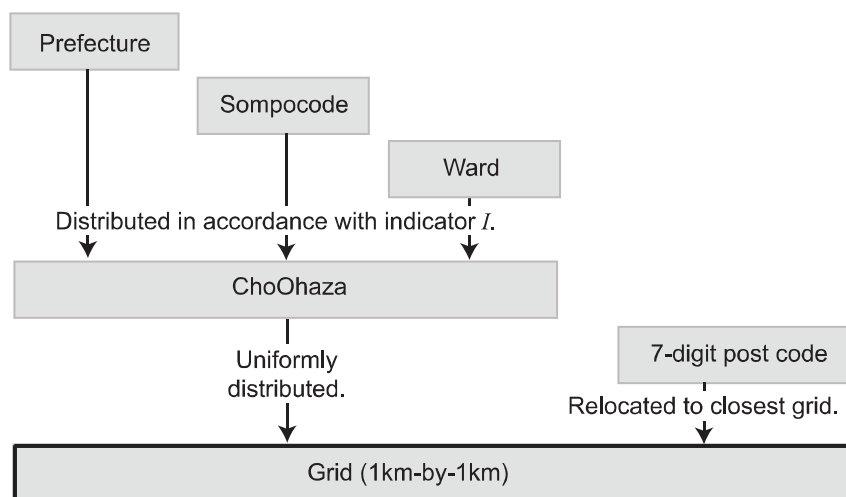 Prefecture
Sompocode
Ward
Distributed in accordance with indicator I.
ChoOhaza
Uniformly
distributed.
7-digit post code
Relocated to closest grid.
Grid (1km-by-1km)